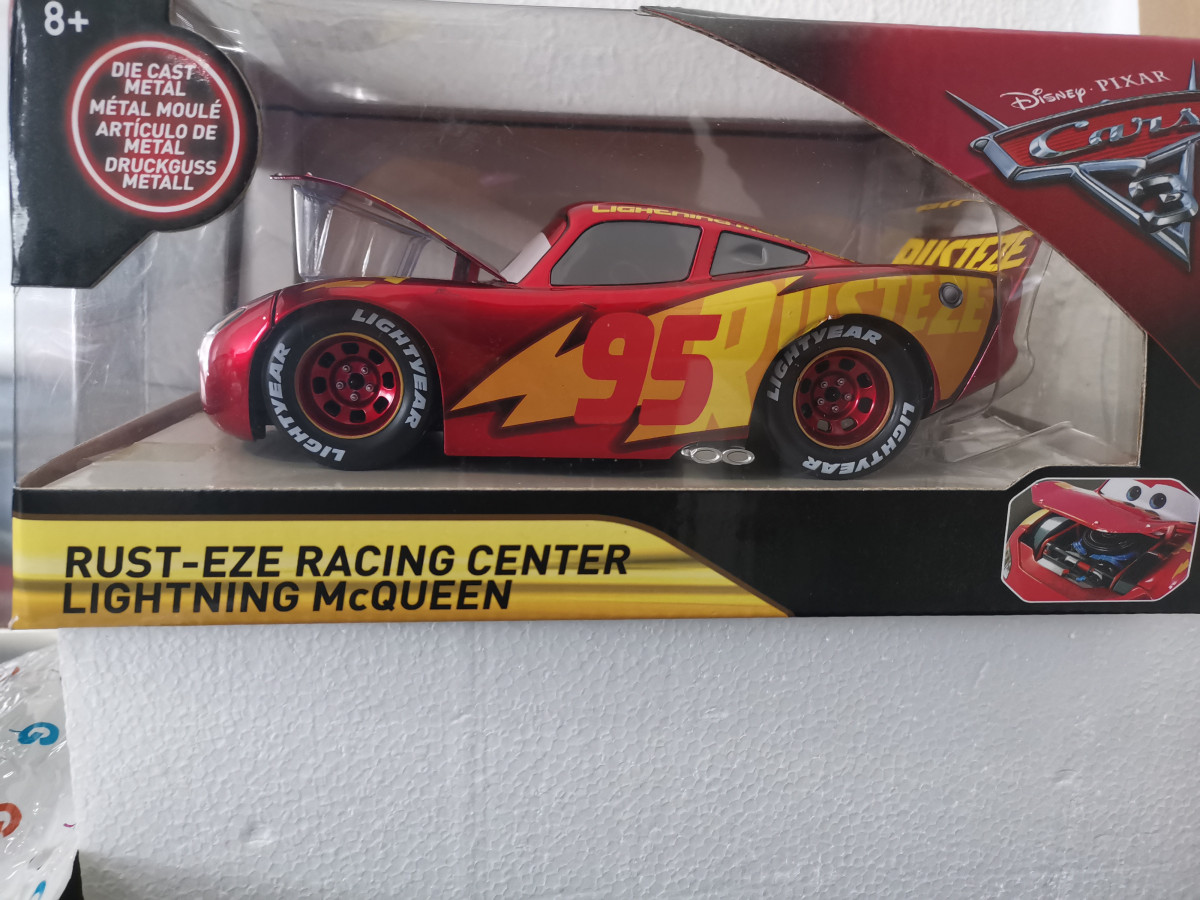 8+
DIE CAST
METAL
MÉTAL MOULÉ
ARTÍCULO DE
METAL
DRUCKGUSS
METALL
Disney·PIXAR
Cars
3
LIGHTNING
RUSTEZE
RUSTEZE
95
LIGHTYEAR
LIGHTYEAR
LIGHTYEAR
LIGHTYEAR
RUST-EZE RACING CENTER
LIGHTNING McQUEEN